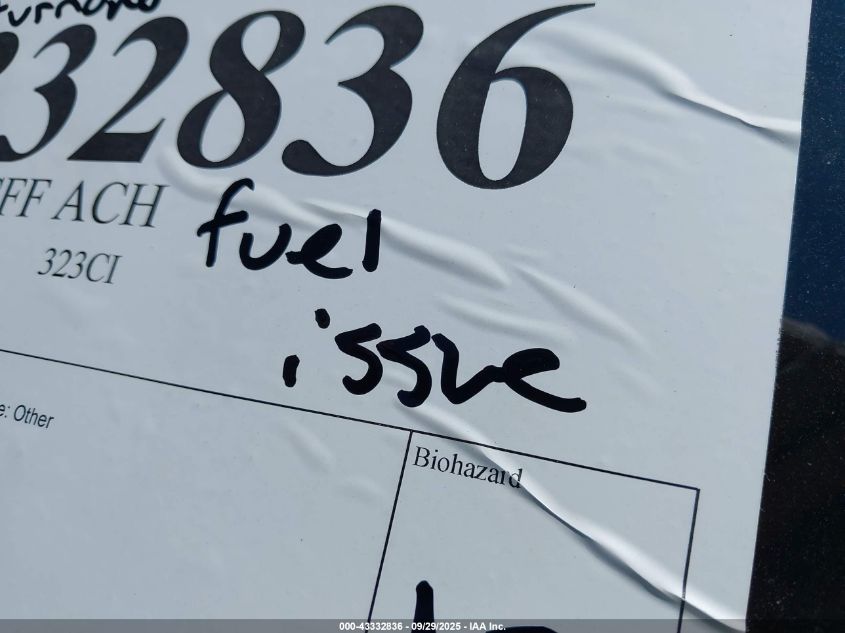 32836
FF ACH
323CI
fuel
issue
e: Other
Biohazard
000-43332836 - 09/29/2025 - IAA Inc.